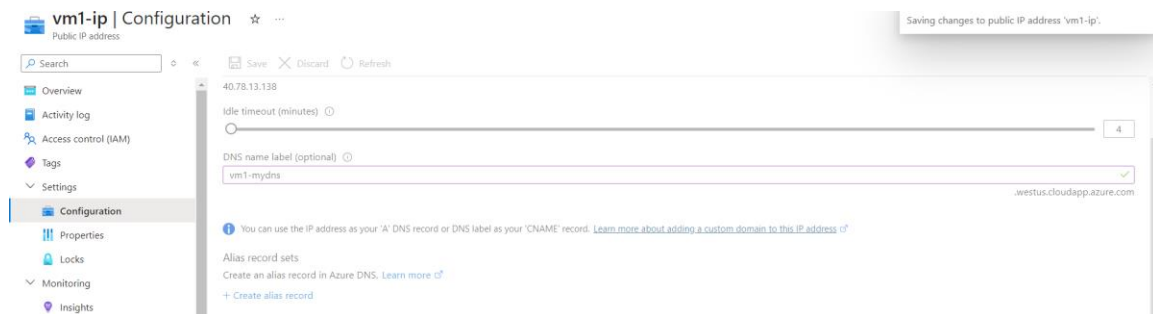 vm1-ip | Configuration ☆ ...
Public IP address
Saving changes to public IP address 'vm1-ip'.
Search
Save Discard Refresh
Overview
Activity log
Access control (IAM)
Tags
Settings
Configuration
Properties
Locks
Monitoring
Insights
40.78.13.138
Idle timeout (minutes)
4
DNS name label (optional)
vm1-mydns
.westus.cloudapp.azure.com
You can use the IP address as your 'A' DNS record or DNS label as your 'CNAME' record. Learn more about adding a custom domain to this IP address
Alias record sets
Create an alias record in Azure DNS. Learn more
+ Create alias record